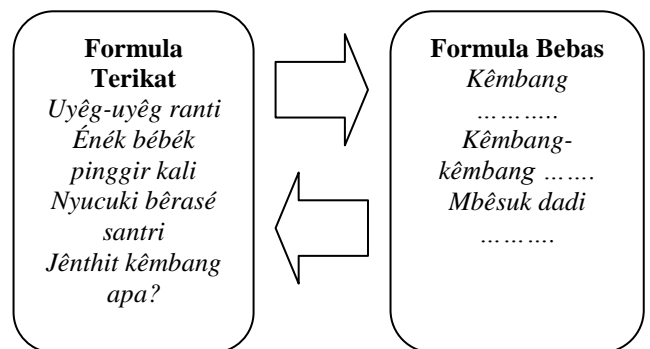 Formula
Terikat
Uyêg-uyêg ranti
Énék bébék
pinggir kali
Nyucuki bêrasé
santri
Jênthit kêmbang
apa?
Formula Bebas
Kêmbang
………..
Kêmbang-
kêmbang …….
Mbêsuk dadi
……….